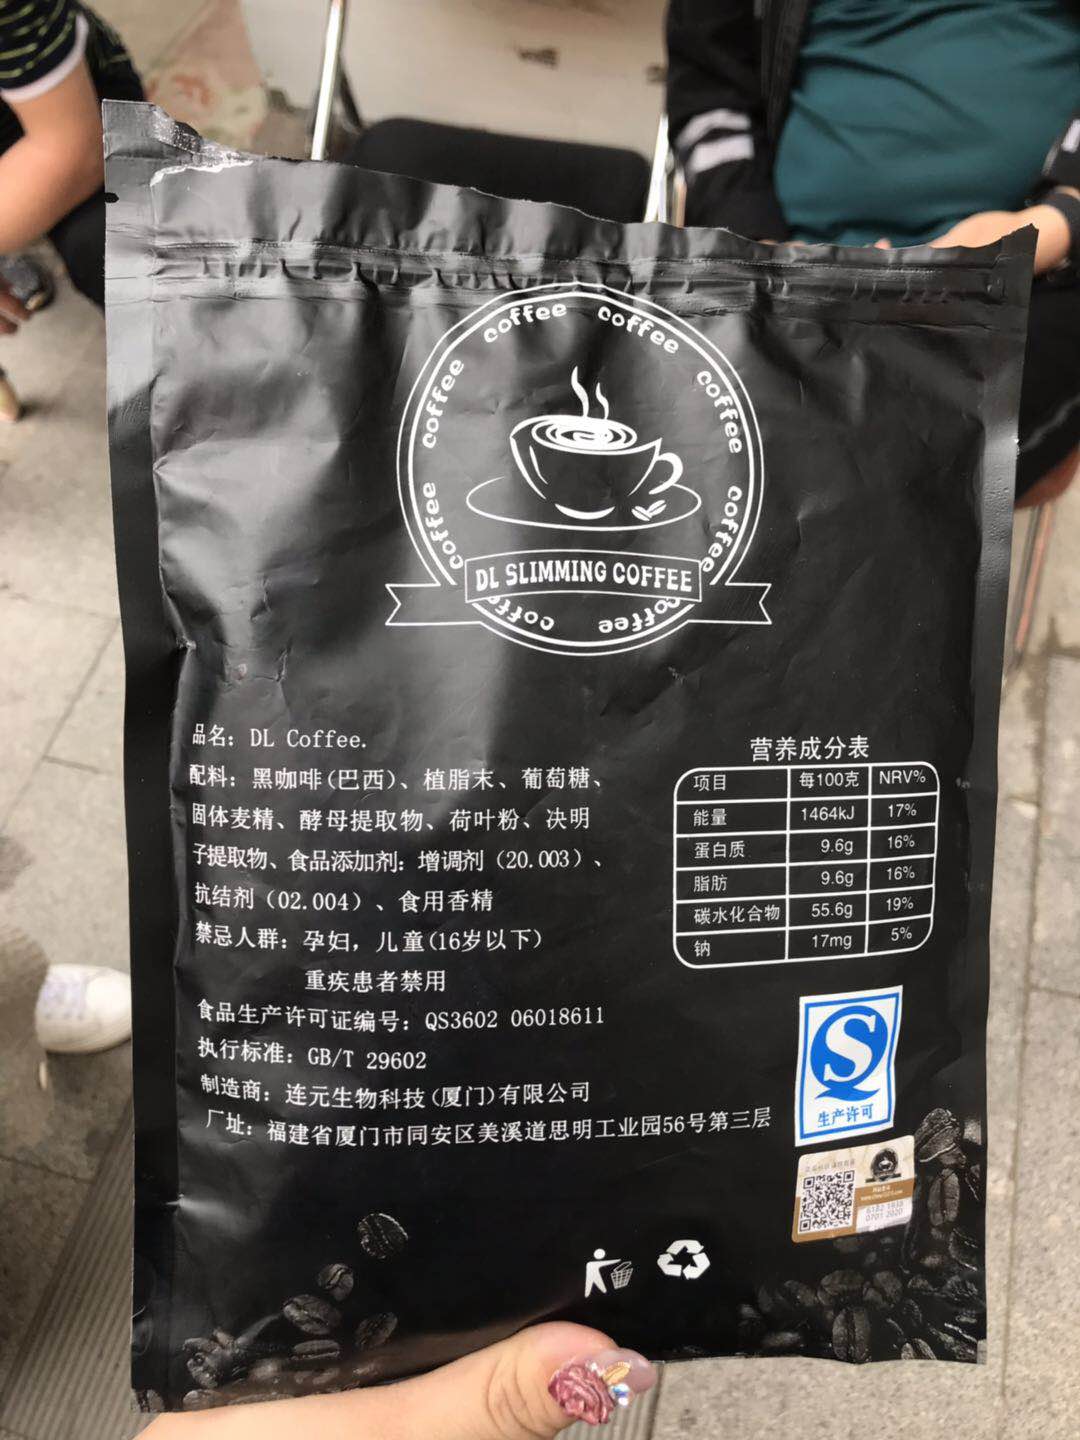 coffee coffee coffee coffee coffee coffee coffee coffee coffee coffee
DL SLIMMING COFFEE
品名：DL Coffee.
配料：黑咖啡(巴西)、植脂末、葡萄糖、
固体麦精、酵母提取物、荷叶粉、决明
子提取物、食品添加剂：增调剂（20.003）、
抗结剂（02.004）、食用香精
禁忌人群：孕妇，儿童(16岁以下)
重疾患者禁用
食品生产许可证编号：QS3602 06018611
执行标准：GB/T 29602
制造商：连元生物科技(厦门)有限公司
厂址：福建省厦门市同安区美溪道思明工业园56号第三层
营养成分表
项目 每100克 NRV%
能量 1464kJ 17%
蛋白质 9.6g 16%
脂肪 9.6g 16%
碳水化合物 55.6g 19%
钠 17mg 5%
QS
生产许可
0701 2020